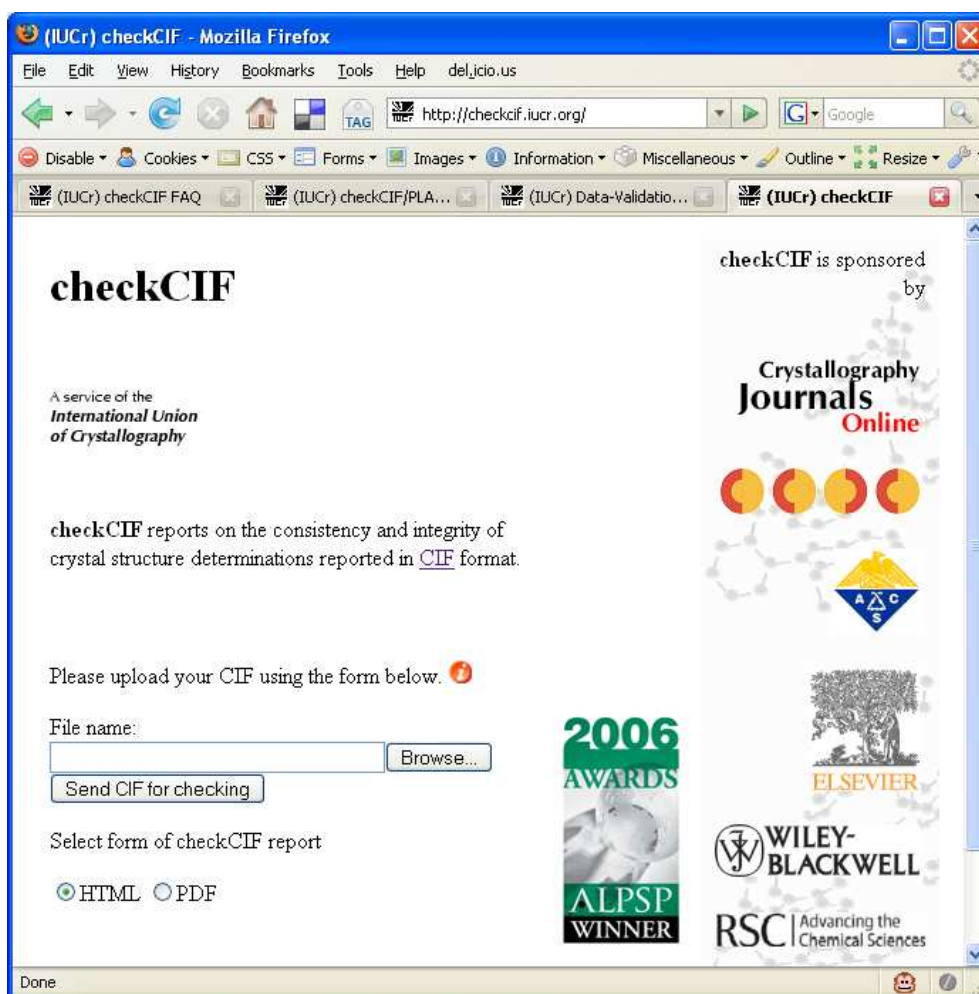 (IUCr) checkCIF - Mozilla Firefox
File Edit View History Bookmarks Tools Help del.icio.us
TAG http://checkcif.iucr.org/ G Google
Disable Cookies CSS Forms Images Information Miscellaneous Outline Resize
(IUCr) checkCIF FAQ (IUCr) checkCIF/PLA... (IUCr) Data-Validatio... (IUCr) checkCIF
checkCIF
A service of the
International Union
of Crystallography
checkCIF reports on the consistency and integrity of
crystal structure determinations reported in CIF format.
Please upload your CIF using the form below.
File name:
Browse...
Send CIF for checking
Select form of checkCIF report
HTML PDF
2006
AWARDS
ALPSP
WINNER
checkCIF is sponsored
by
Crystallography
Journals
Online
A C
S
ELSEVIER
WILEY-
BLACKWELL
RSC Advancing the
Chemical Sciences
Done